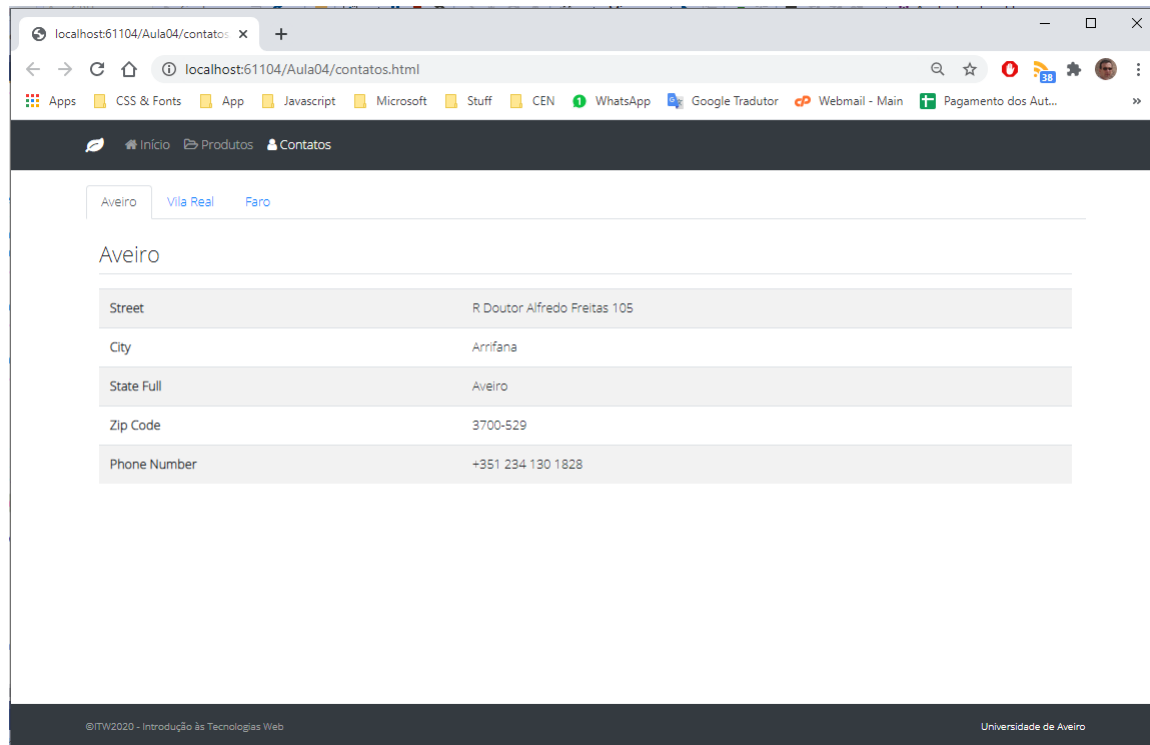 localhost:61104/Aula04/contatos
localhost:61104/Aula04/contatos.html
38
Apps CSS & Fonts App Javascript Microsoft Stuff CEN 1 WhatsApp Google Tradutor cP Webmail - Main Pagamento dos Aut... »
Início Produtos Contatos
Aveiro Vila Real Faro
Aveiro
Street R Doutor Alfredo Freitas 105
City Arrifana
State Full Aveiro
Zip Code 3700-529
Phone Number +351 234 130 1828
©ITW2020 - Introdução às Tecnologias Web Universidade de Aveiro